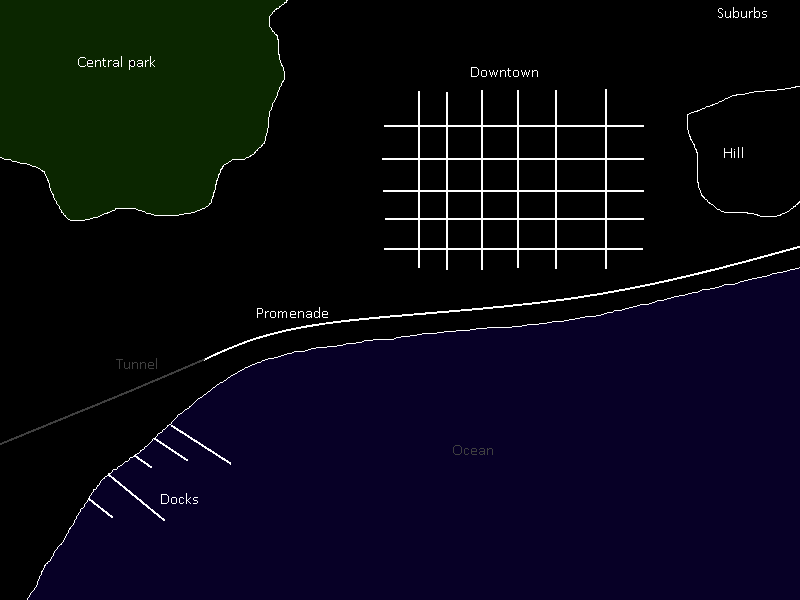 Suburbs
Central park
Downtown
Hill
Promenade
Tunnel
Ocean
Docks